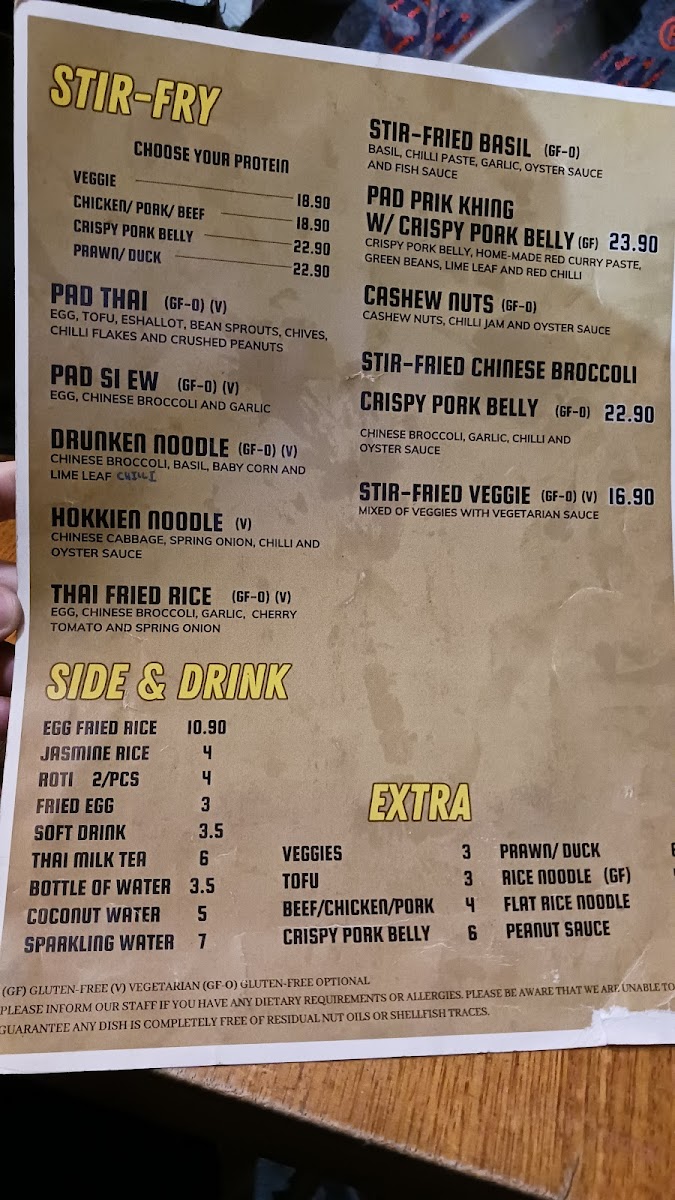 STIR-FRY
CHOOSE YOUR PROTEIN
VEGGIE 18.90
CHICKEN/ PORK/ BEEF 18.90
CRISPY PORK BELLY 22.90
PRAWN/ DUCK 22.90
PAD THAI (GF-O) (V)
EGG, TOFU, ESHALLOT, BEAN SPROUTS, CHIVES,
CHILLI FLAKES AND CRUSHED PEANUTS
PAD SI EW (GF-O) (V)
EGG, CHINESE BROCCOLI AND GARLIC
DRUNKEN NOODLE (GF-O) (V)
CHINESE BROCCOLI, BASIL, BABY CORN AND
LIME LEAF CHILLI
HOKKIEN NOODLE (V)
CHINESE CABBAGE, SPRING ONION, CHILLI AND
OYSTER SAUCE
THAI FRIED RICE (GF-O) (V)
EGG, CHINESE BROCCOLI, GARLIC, CHERRY
TOMATO AND SPRING ONION
STIR-FRIED BASIL (GF-O)
BASIL, CHILLI PASTE, GARLIC, OYSTER SAUCE
AND FISH SAUCE
PAD PRIK KHING
W/ CRISPY PORK BELLY (GF) 23.90
CRISPY PORK BELLY, HOME-MADE RED CURRY PASTE,
GREEN BEANS, LIME LEAF AND RED CHILLI
CASHEW NUTS (GF-O)
CASHEW NUTS, CHILLI JAM AND OYSTER SAUCE
STIR-FRIED CHINESE BROCCOLI
CRISPY PORK BELLY (GF-O) 22.90
CHINESE BROCCOLI, GARLIC, CHILLI AND
OYSTER SAUCE
STIR-FRIED VEGGIE (GF-O) (V) 16.90
MIXED OF VEGGIES WITH VEGETARIAN SAUCE
SIDE & DRINK
EGG FRIED RICE 10.90
JASMINE RICE 4
ROTI 2/PCS 4
FRIED EGG 3
SOFT DRINK 3.5
THAI MILK TEA 6
BOTTLE OF WATER 3.5
COCONUT WATER 5
SPARKLING WATER 7
EXTRA
VEGGIES 3
TOFU 3
BEEF/CHICKEN/PORK 4
CRISPY PORK BELLY 6
PRAWN/ DUCK
RICE NOODLE (GF)
FLAT RICE NOODLE
PEANUT SAUCE
(GF) GLUTEN-FREE (V) VEGETARIAN (GF-O) GLUTEN-FREE OPTIONAL
PLEASE INFORM OUR STAFF IF YOU HAVE ANY DIETARY REQUIREMENTS OR ALLERGIES. PLEASE BE AWARE THAT WE ARE UNABLE TO
GUARANTEE ANY DISH IS COMPLETELY FREE OF RESIDUAL NUT OILS OR SHELLFISH TRACES.